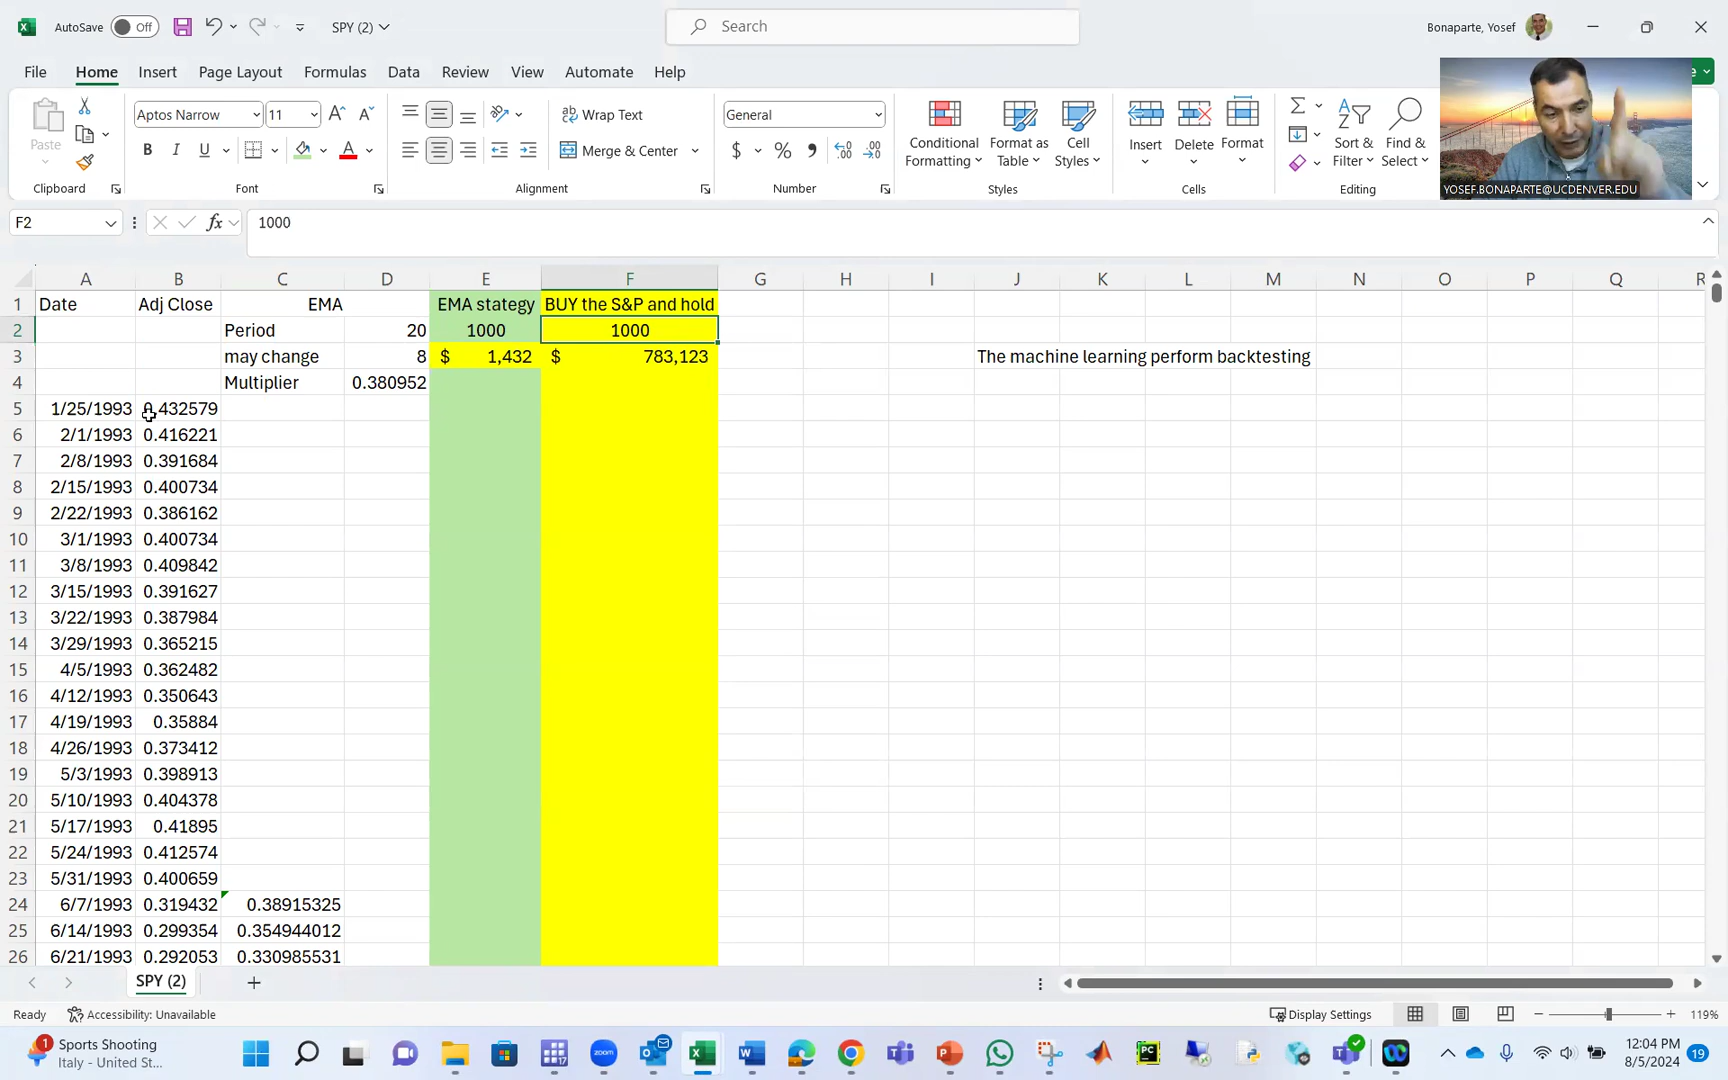 AutoSave Off SPY (2) Search Bonaparte, Yosef
File Home Insert Page Layout Formulas Data Review View Automate Help
Paste
Aptos Narrow 11 Wrap Text General
B I U Merge & Center $ %
Conditional Formatting Format as Table Cell Styles Insert Delete Format Sort & Filter Find & Select
Clipboard Font Alignment Number Styles Cells Editing
YOSEF.BONAPARTE@UCDENVER.EDU
F2 fx 1000
A B C D E F G H I J K L M N O P Q R
1 Date Adj Close EMA EMA stategy BUY the S&P and hold
2 Period 20 1000 1000
3 may change 8 $ 1,432 $ 783,123 The machine learning perform backtesting
4 Multiplier 0.380952
5 1/25/1993 0.432579
6 2/1/1993 0.416221
7 2/8/1993 0.391684
8 2/15/1993 0.400734
9 2/22/1993 0.386162
10 3/1/1993 0.400734
11 3/8/1993 0.409842
12 3/15/1993 0.391627
13 3/22/1993 0.387984
14 3/29/1993 0.365215
15 4/5/1993 0.362482
16 4/12/1993 0.350643
17 4/19/1993 0.35884
18 4/26/1993 0.373412
19 5/3/1993 0.398913
20 5/10/1993 0.404378
21 5/17/1993 0.41895
22 5/24/1993 0.412574
23 5/31/1993 0.400659
24 6/7/1993 0.319432 0.38915325
25 6/14/1993 0.299354 0.354944012
26 6/21/1993 0.292053 0.330985531
SPY (2)
Ready Accessibility: Unavailable Display Settings 119%
1 Sports Shooting 12:04 PM
Italy - United St... 8/5/2024 19